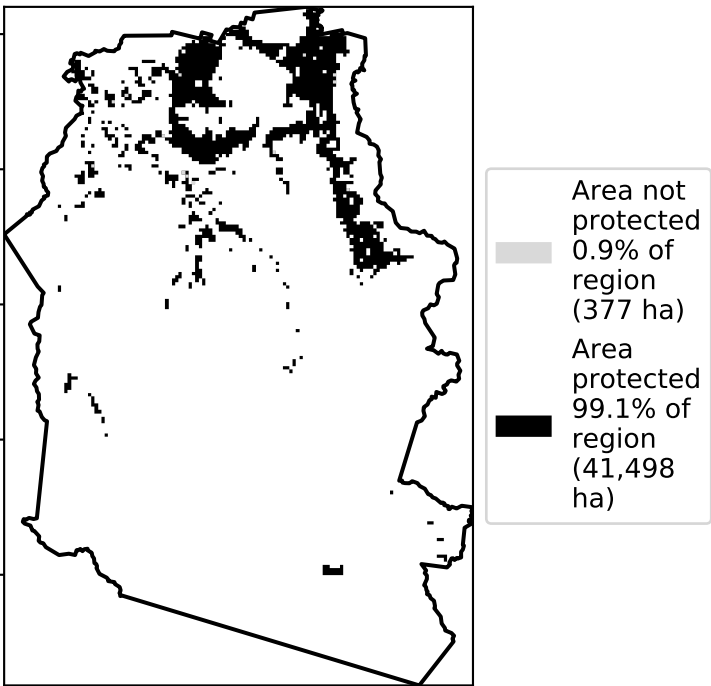 Area not
protected
0.9% of
region
(377 ha)
Area
protected
99.1% of
region
(41,498
ha)